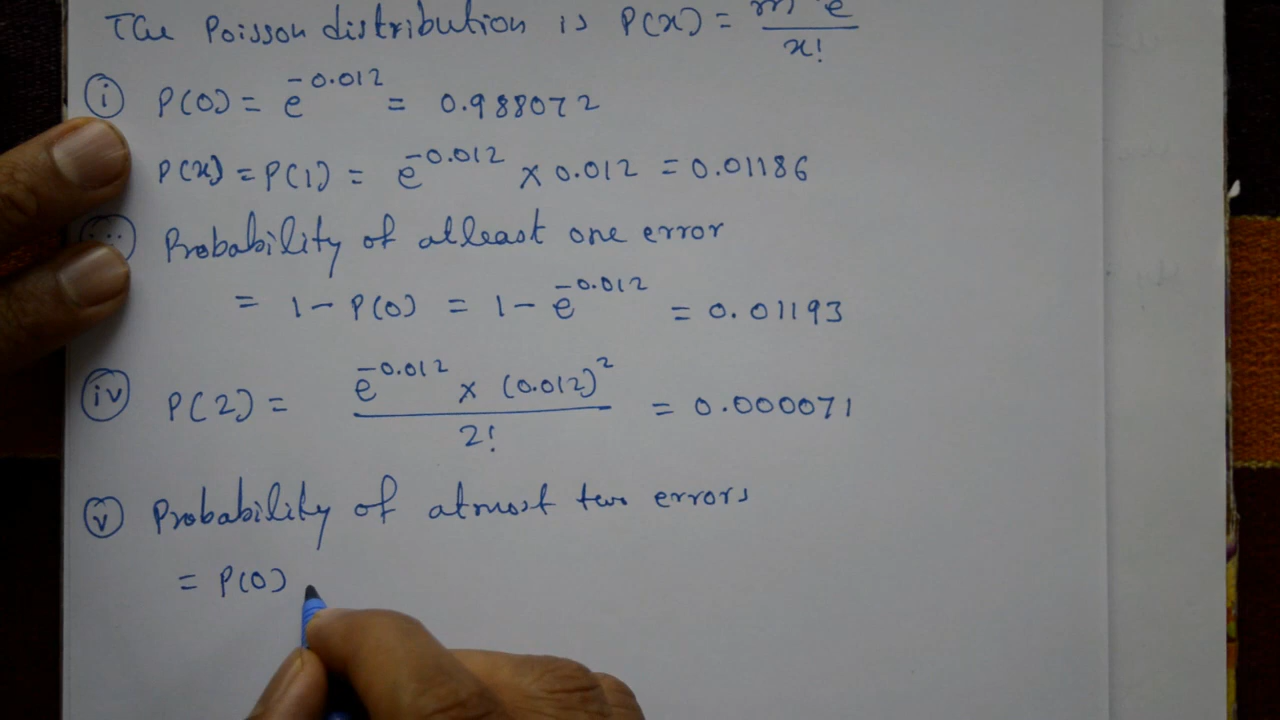 The Poisson distribution is P(x) = m e / x!
(i) P(0) = e^-0.012 = 0.988072
P(x) = P(1) = e^-0.012 × 0.012 = 0.01186
Probability of atleast one error
= 1 - P(0) = 1 - e^-0.012 = 0.01193
(iv) P(2) = e^-0.012 × (0.012)^2 / 2! = 0.000071
(v) Probability of atmost two errors
= P(0)